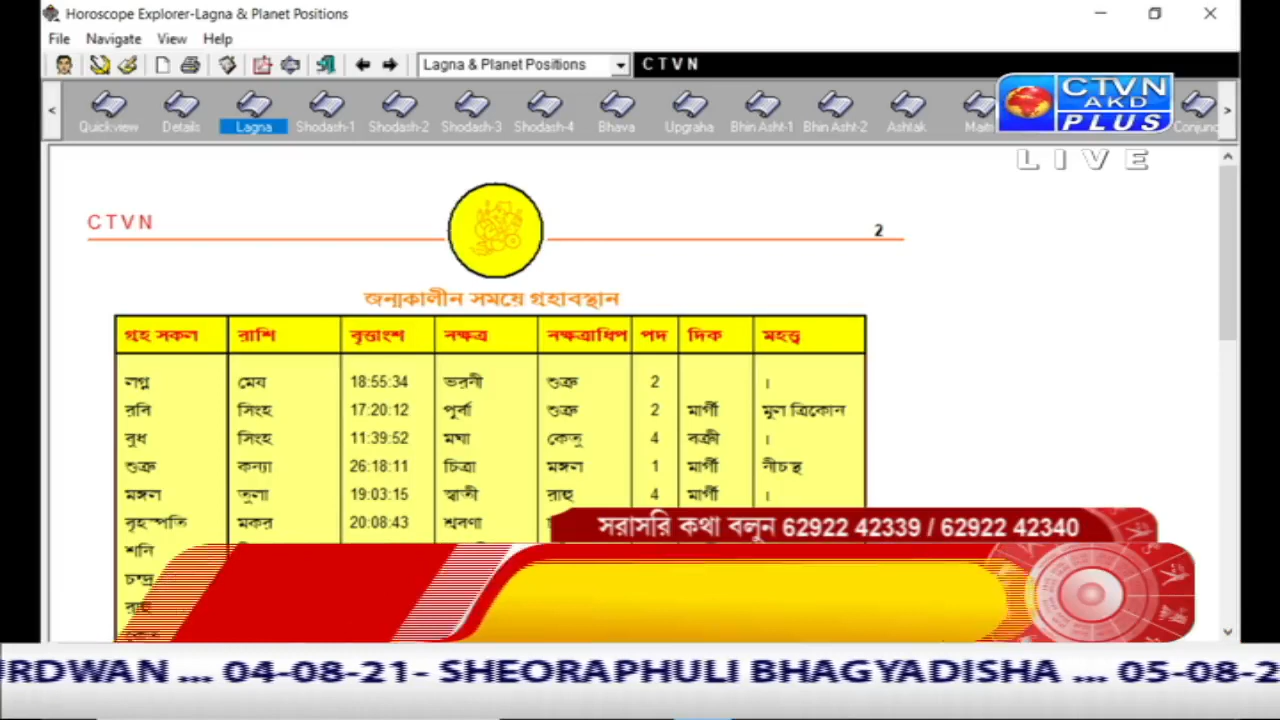 Horoscope Explorer-Lagna & Planet Positions
File Navigate View Help
Lagna & Planet Positions CTVN
Quickview Details Lagna Shodash-1 Shodash-2 Shodash-3 Shodash-4 Bhava Upgraha Bhin Asht-1 Bhin Asht-2 Ashtak
CTVN
AKD
PLUS
LIVE
CTVN
2
জন্মকালীন সময়ে গ্রহাবস্থান
গ্রহ সকল রাশি বৃত্তাংশ নক্ষত্র নক্ষত্রাধিপ পদ দিক মহত্ত্ব
লগ্ন মেষ 18:55:34 ভরনী শুক্র 2 ।
রবি সিংহ 17:20:12 পুর্বা শুক্র 2 মার্গী মুল ত্রিকোন
বুধ সিংহ 11:39:52 মঘা কেতু 4 বক্রী ।
শুক্র কন্যা 26:18:11 চিত্রা মঙ্গল 1 মার্গী নীচস্থ
মঙ্গল তুলা 19:03:15 স্বাতী রাহু 4 মার্গী ।
বৃহস্পতি মকর 20:08:43 শ্রবণা
শনি
চন্দ্র
রাহু
সরাসরি কথা বলুন 62922 42339 / 62922 42340
RDWAN ... 04-08-21- SHEORAPHULI BHAGYADISHA ... 05-08-2